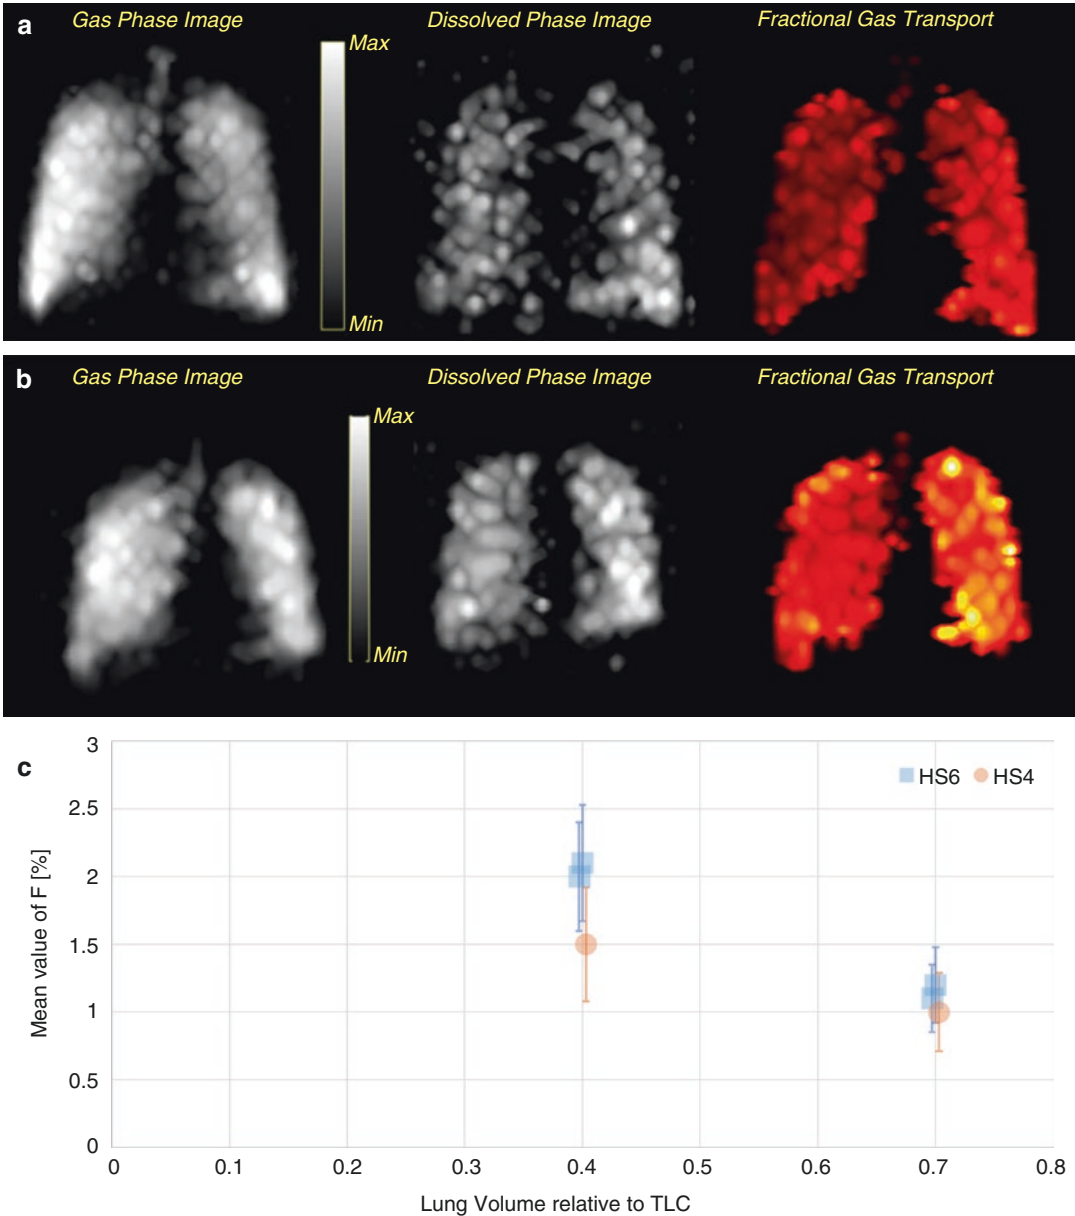 a
Gas Phase Image
Dissolved Phase Image
Fractional Gas Transport
Max
Min
b
Gas Phase Image
Dissolved Phase Image
Fractional Gas Transport
Max
Min
c
HS6
HS4
3
2.5
2
1.5
1
0.5
0
Mean value of F [%]
0 0.1 0.2 0.3 0.4 0.5 0.6 0.7 0.8
Lung Volume relative to TLC